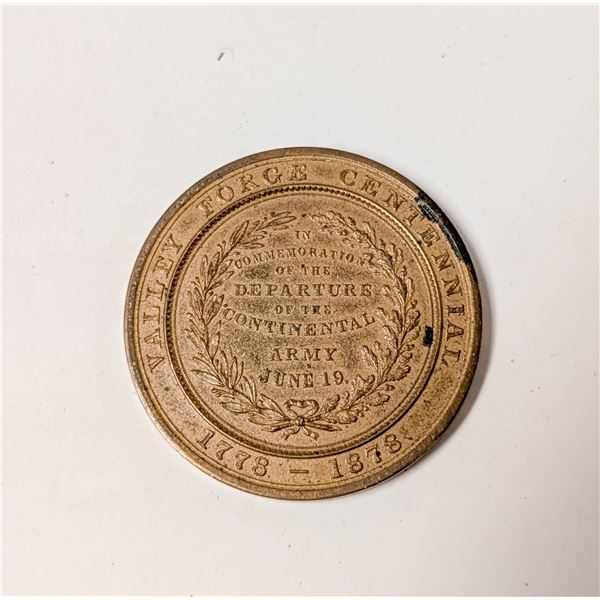 VALLEY FORGE CENTENNIAL
IN
COMMEMORATION
OF THE
DEPARTURE
OF THE
CONTINENTAL
ARMY
JUNE 19.
1778 – 1878.